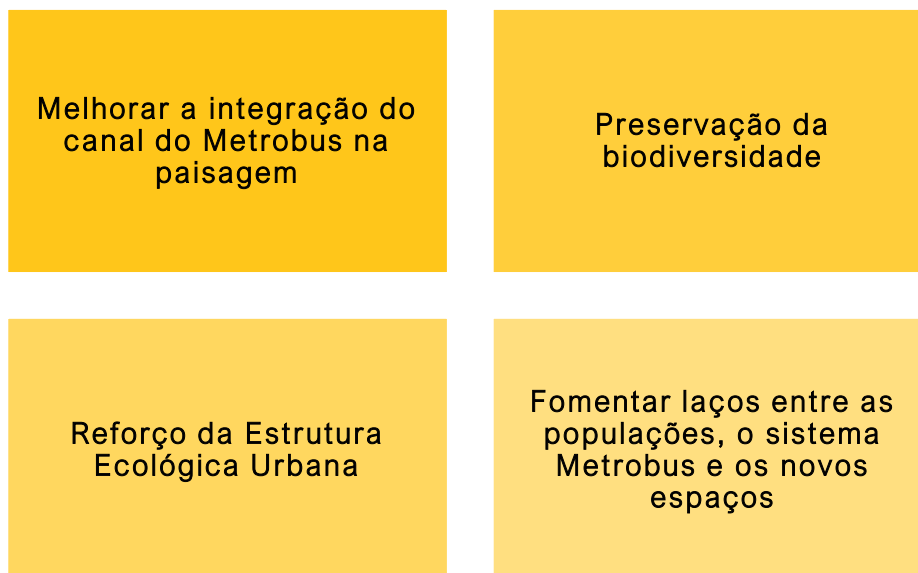 Melhorar a integração do
canal do Metrobus na
paisagem
Preservação da
biodiversidade
Reforço da Estrutura
Ecológica Urbana
Fomentar laços entre as
populações, o sistema
Metrobus e os novos
espaços